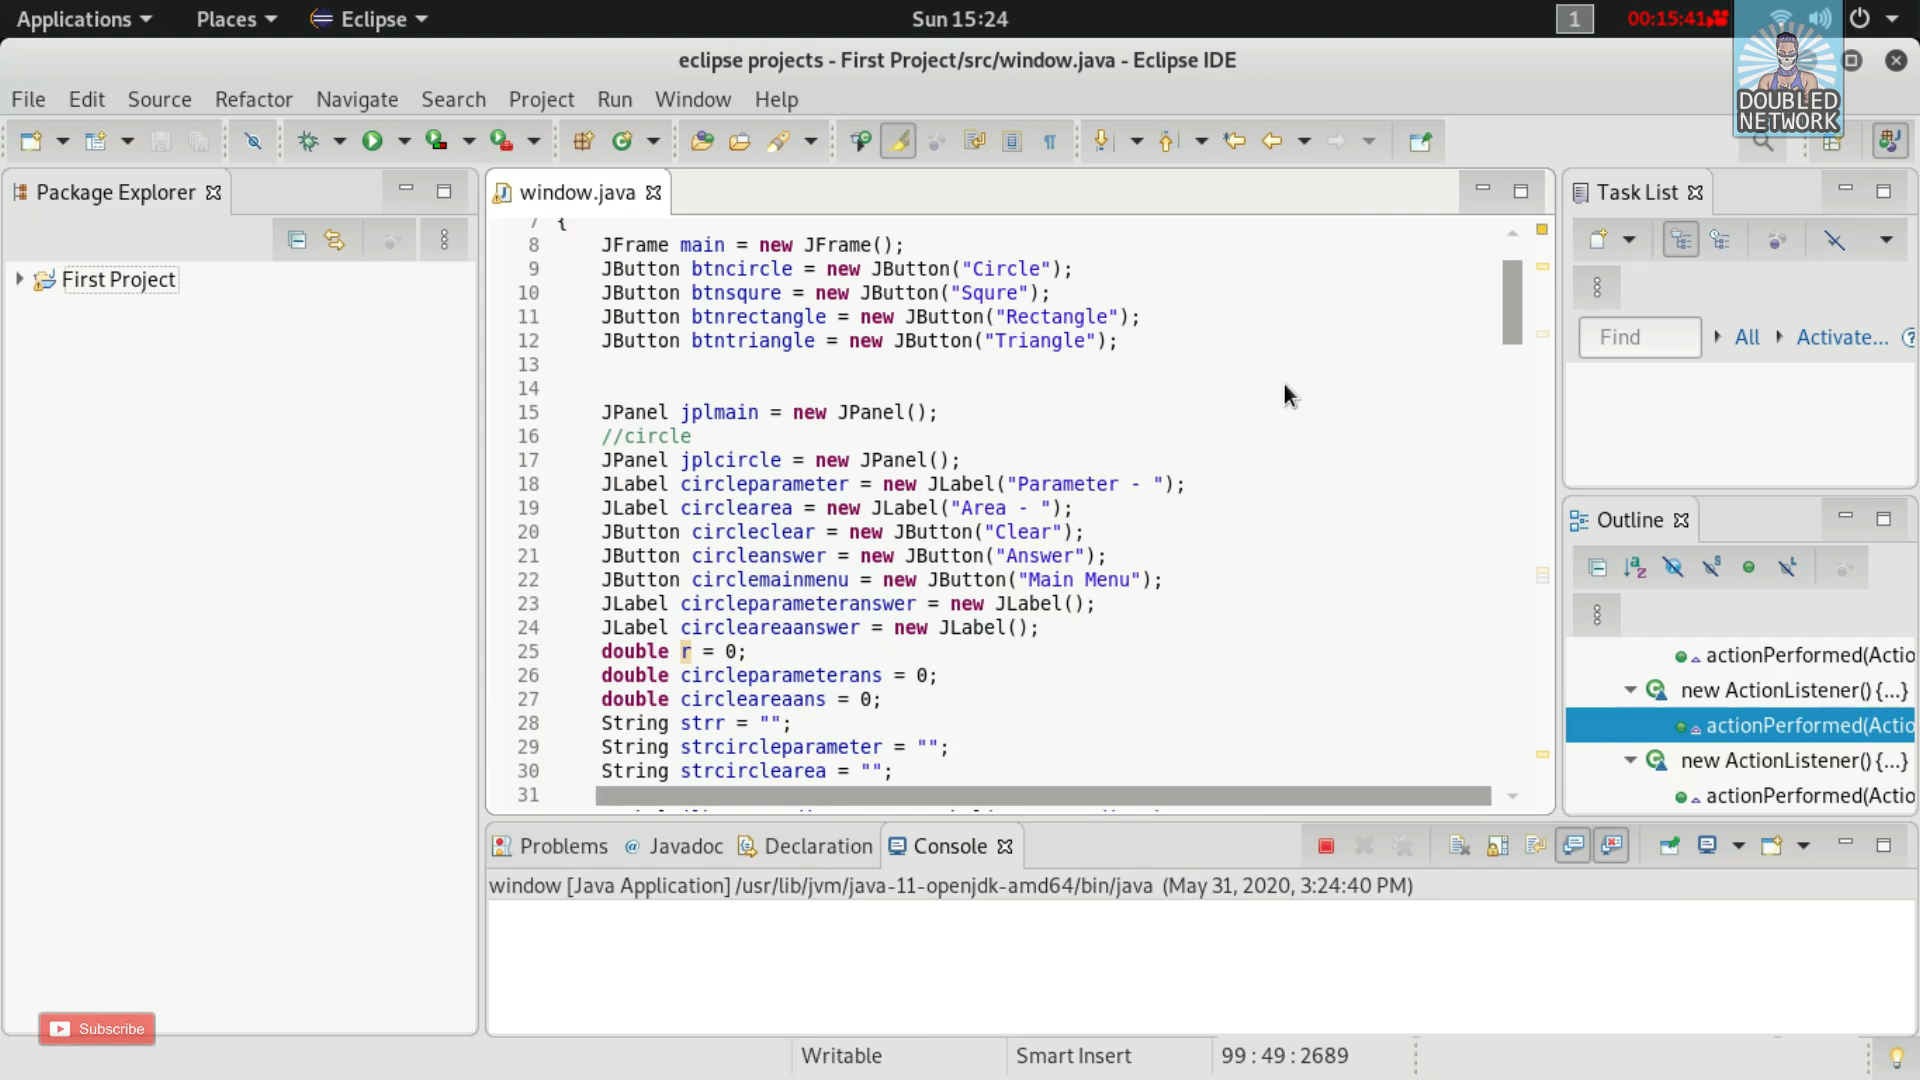 Applications
Places
Eclipse
Sun 15:24
1
00:15:41
eclipse projects - First Project/src/window.java - Eclipse IDE
DOUBLED
NETWORK
File
Edit
Source
Refactor
Navigate
Search
Project
Run
Window
Help
Package Explorer
First Project
window.java
7 {
8 JFrame main = new JFrame();
9 JButton btncircle = new JButton("Circle");
10 JButton btnsqure = new JButton("Squre");
11 JButton btnrectangle = new JButton("Rectangle");
12 JButton btntriangle = new JButton("Triangle");
13
14
15 JPanel jplmain = new JPanel();
16 //circle
17 JPanel jplcircle = new JPanel();
18 JLabel circleparameter = new JLabel("Parameter - ");
19 JLabel circlearea = new JLabel("Area - ");
20 JButton circleclear = new JButton("Clear");
21 JButton circleanswer = new JButton("Answer");
22 JButton circlemainmenu = new JButton("Main Menu");
23 JLabel circleparameteranswer = new JLabel();
24 JLabel circleareaanswer = new JLabel();
25 double r = 0;
26 double circleparameterans = 0;
27 double circleareaans = 0;
28 String strr = "";
29 String strcircleparameter = "";
30 String strcirclearea = "";
31
Task List
Find
All
Activate...
Outline
actionPerformed(Actio
new ActionListener() {...}
actionPerformed(Actio
new ActionListener() {...}
actionPerformed(Actio
Problems
@ Javadoc
Declaration
Console
window [Java Application] /usr/lib/jvm/java-11-openjdk-amd64/bin/java (May 31, 2020, 3:24:40 PM)
Subscribe
Writable
Smart Insert
99 : 49 : 2689